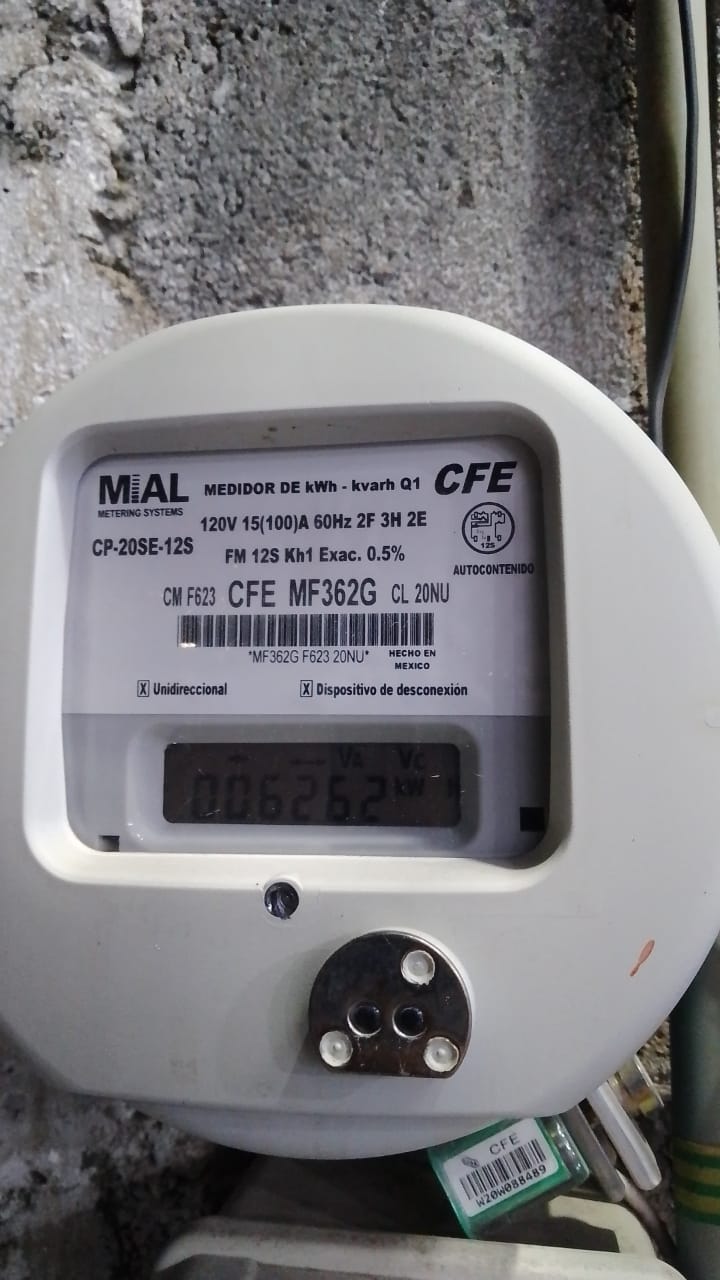 MIAL
METERING SYSTEMS
MEDIDOR DE kWh - kvarh Q1
CFE
120V 15(100)A 60Hz 2F 3H 2E
CP-20SE-12S
FM 12S Kh1 Exac. 0.5%
12S
AUTOCONTENIDO
CM F623 CFE MF362G CL 20NU
*MF362G F623 20NU*
HECHO EN
MEXICO
X Unidireccional
X Dispositivo de desconexión
VA VC
006262 kW H
CFE
W20W088489